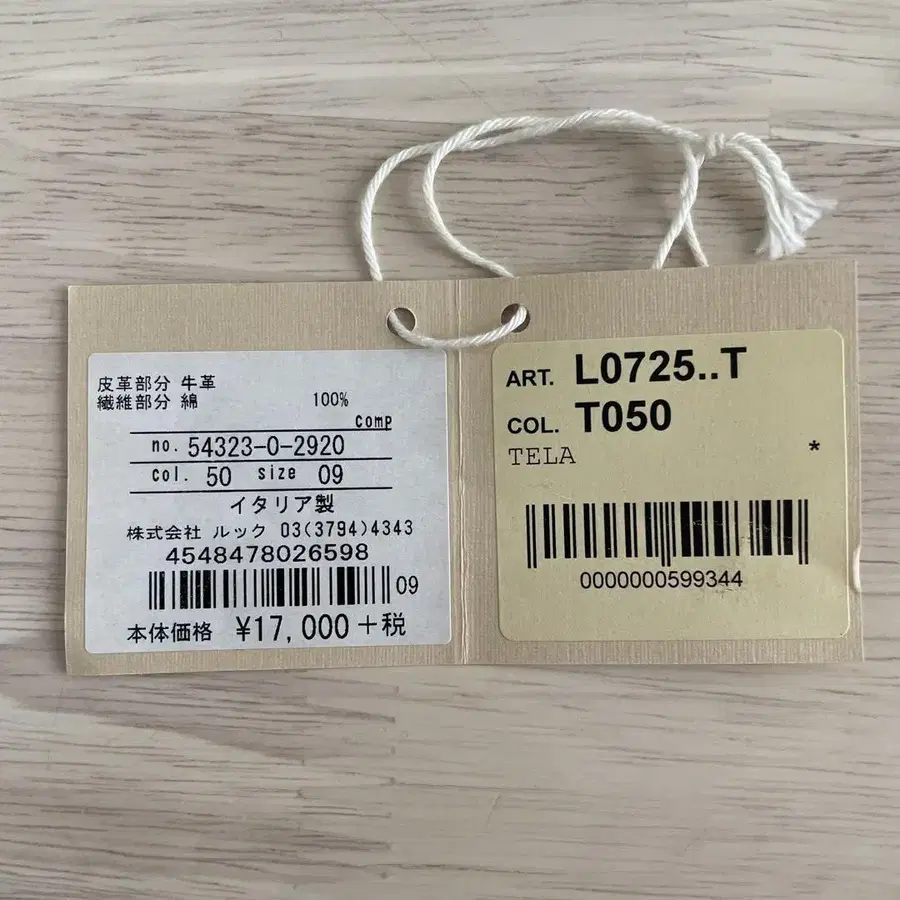 皮革部分 牛革
繊維部分 綿 100%
Comp
no. 54323-0-2920
col. 50 size 09
イタリア製
株式会社 ルック 03(3794)4343
4548478026598
09
本体価格 ¥17,000+税
ART. L0725..T
COL. T050
TELA *
0000000599344